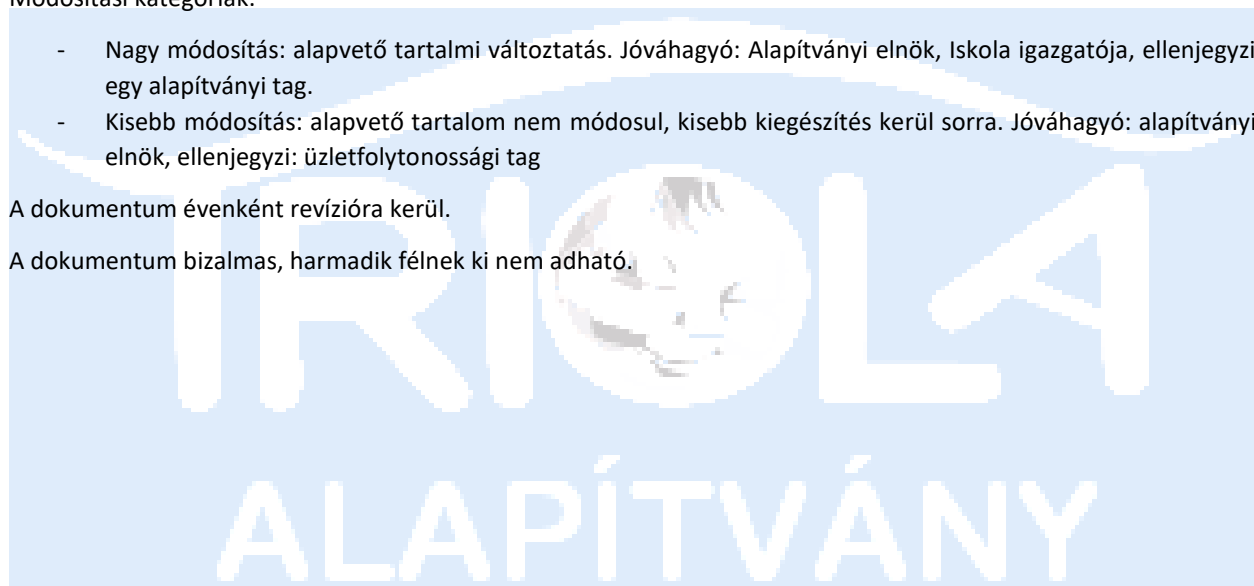 Módosítási kategóriák:
- Nagy módosítás: alapvető tartalmi változtatás. Jóváhagyó: Alapítványi elnök, Iskola igazgatója, ellenjegyzi
egy alapítványi tag.
- Kisebb módosítás: alapvető tartalom nem módosul, kisebb kiegészítés kerül sorra. Jóváhagyó: alapítványi
elnök, ellenjegyzi: üzletfolytonossági tag
A dokumentum évenként revízióra kerül.
A dokumentum bizalmas, harmadik félnek ki nem adható.
TRIOLA
ALAPÍTVÁNY